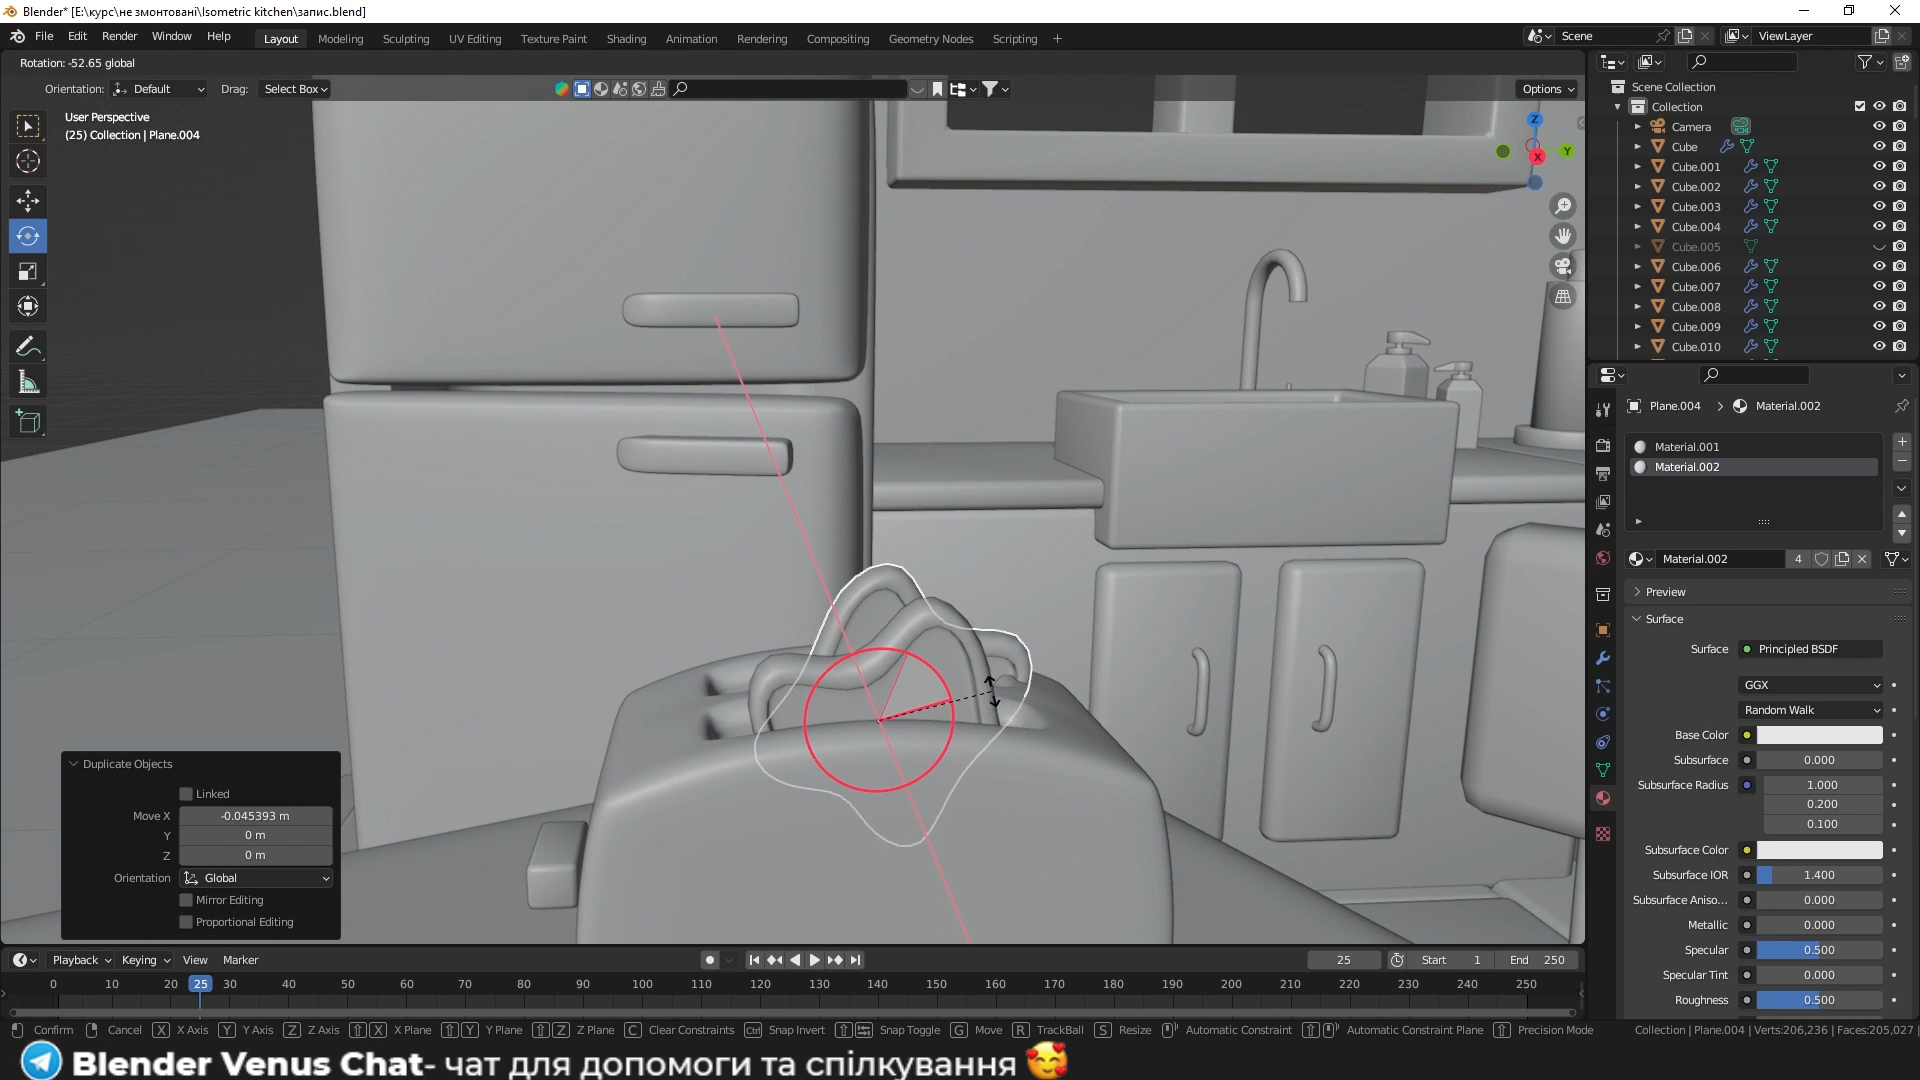 Blender* [E:\курс\не змонтовані\Isometric kitchen\запис.blend]
File Edit Render Window Help Layout Modeling Sculpting UV Editing Texture Paint Shading Animation Rendering Compositing Geometry Nodes Scripting + Scene ViewLayer
Rotation: -52.65 global
Orientation: Default Drag: Select Box Options
User Perspective
(25) Collection | Plane.004
Z
Y
X
Scene Collection
Collection
Camera
Cube
Cube.001
Cube.002
Cube.003
Cube.004
Cube.005
Cube.006
Cube.007
Cube.008
Cube.009
Cube.010
Plane.004 > Material.002
Material.001
Material.002
Material.002 4
Preview
Surface
Surface Principled BSDF
GGX
Random Walk
Base Color
Subsurface 0.000
Subsurface Radius 1.000
0.200
0.100
Subsurface Color
Subsurface IOR 1.400
Subsurface Aniso... 0.000
Metallic 0.000
Specular 0.500
Specular Tint 0.000
Roughness 0.500
Duplicate Objects
Linked
Move X -0.045393 m
Y 0 m
Z 0 m
Orientation Global
Mirror Editing
Proportional Editing
Playback Keying View Marker 25 Start 1 End 250
0 10 20 25 30 40 50 60 70 80 90 100 110 120 130 140 150 160 170 180 190 200 210 220 230 240 250
Confirm Cancel X X Axis Y Y Axis Z Z Axis X X Plane Y Y Plane Z Z Plane C Clear Constraints Ctrl Snap Invert Snap Toggle G Move R TrackBall S Resize Automatic Constraint Automatic Constraint Plane Precision Mode Collection | Plane.004 | Verts:206,236 | Faces:205,027
Blender Venus Chat- чат для допомоги та спілкування 🥰